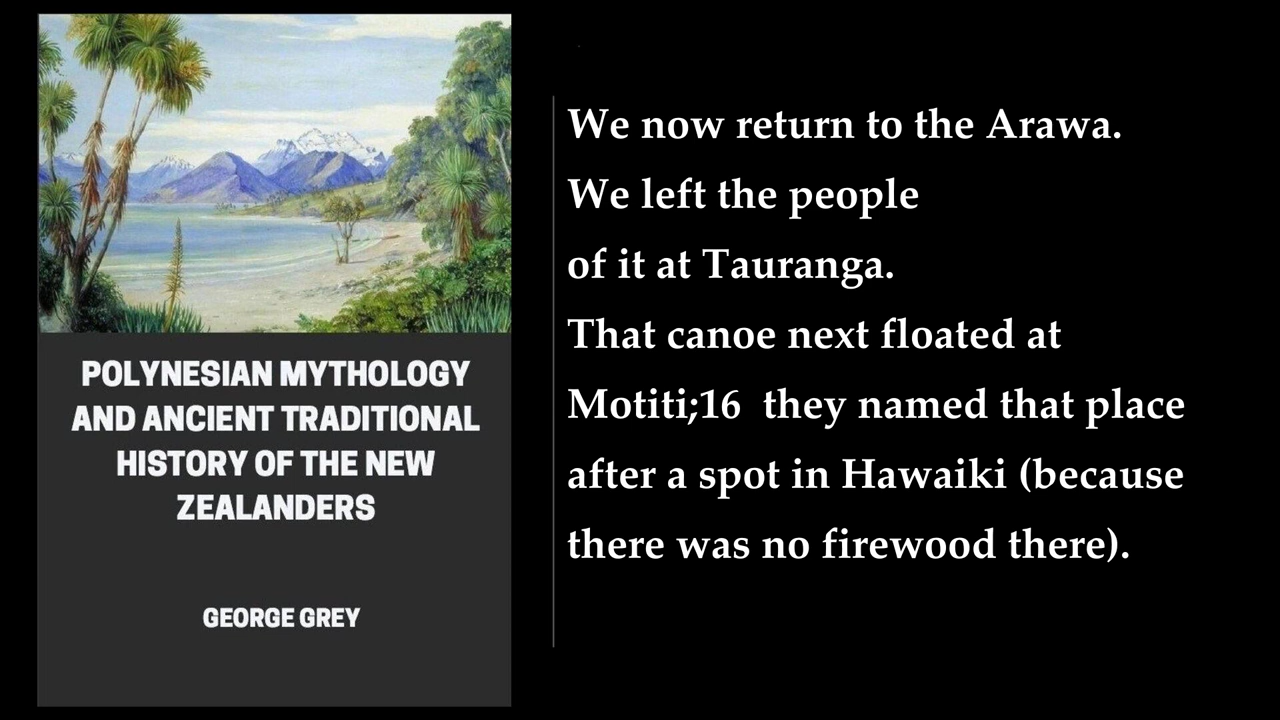 POLYNESIAN MYTHOLOGY
AND ANCIENT TRADITIONAL
HISTORY OF THE NEW
ZEALANDERS
GEORGE GREY
We now return to the Arawa.
We left the people
of it at Tauranga.
That canoe next floated at
Motiti;16  they named that place
after a spot in Hawaiki (because
there was no firewood there).